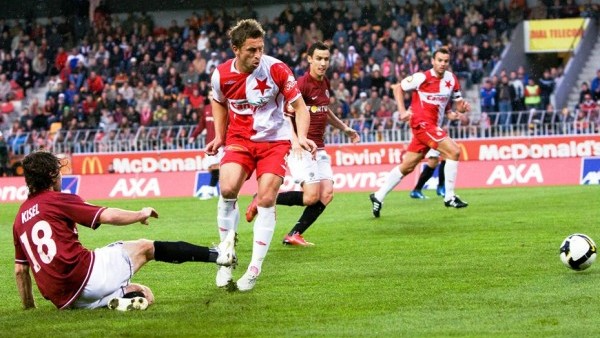 DIAL TELECOM
McDonald's
lovin' it
McDonald's
AXA
AXA
KISEL
18